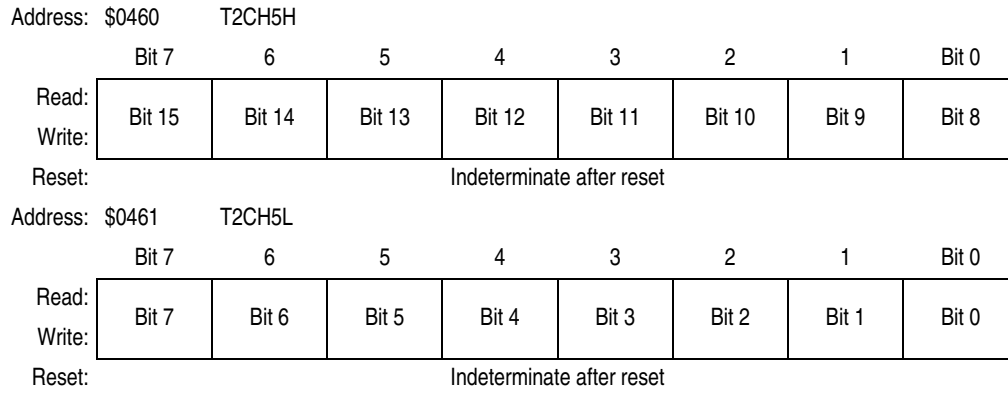 Address: $0460 T2CH5H
Bit 7 6 5 4 3 2 1 Bit 0
Read:
Bit 15 Bit 14 Bit 13 Bit 12 Bit 11 Bit 10 Bit 9 Bit 8
Write:
Reset: Indeterminate after reset
Address: $0461 T2CH5L
Bit 7 6 5 4 3 2 1 Bit 0
Read:
Bit 7 Bit 6 Bit 5 Bit 4 Bit 3 Bit 2 Bit 1 Bit 0
Write:
Reset: Indeterminate after reset